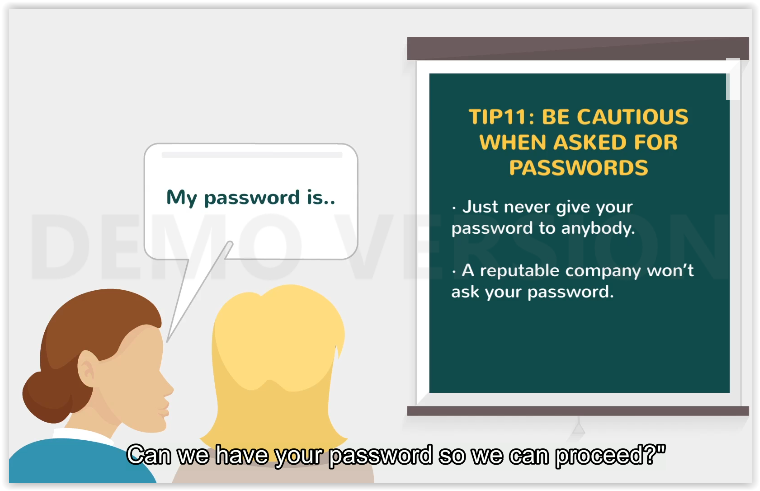 TIP11: BE CAUTIOUS
WHEN ASKED FOR
PASSWORDS
· Just never give your
password to anybody.
· A reputable company won't
ask your password.
My password is..
DEMO VERSION
Can we have your password so we can proceed?"